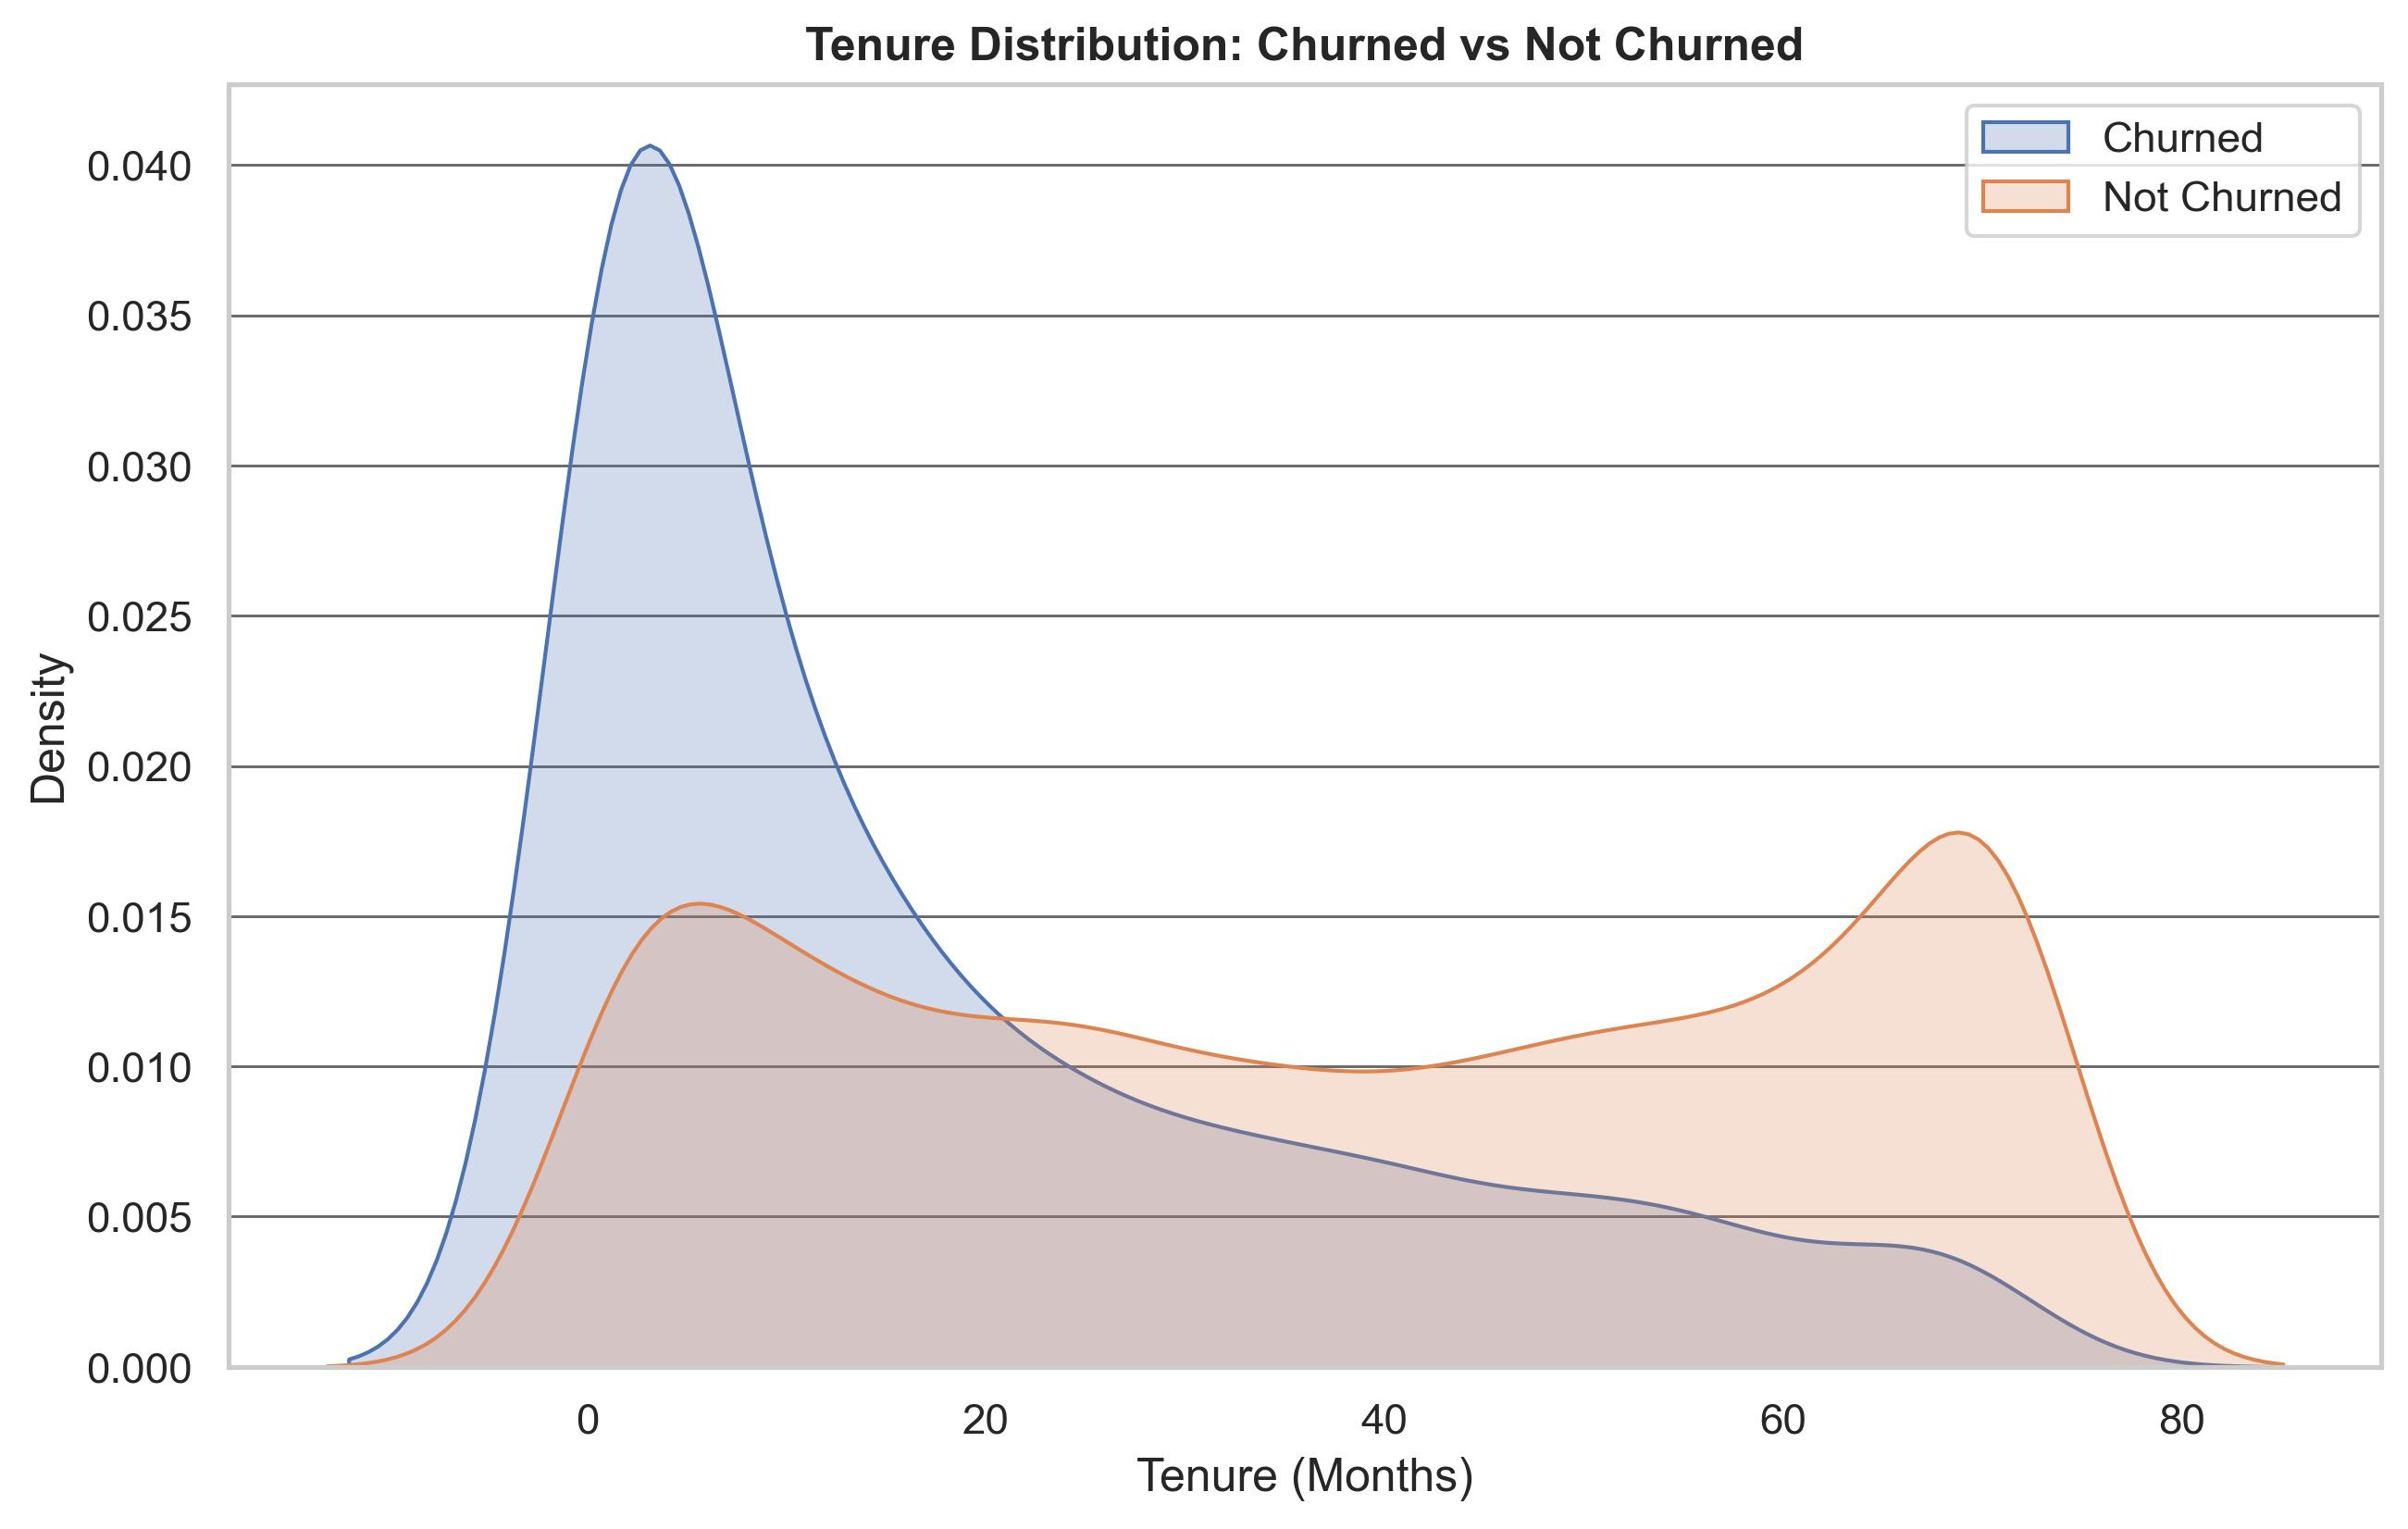 Tenure Distribution: Churned vs Not Churned
Churned
Not Churned
0.040
0.035
0.030
0.025
0.020
0.015
0.010
0.005
0.000
Density
0 20 40 60 80
Tenure (Months)